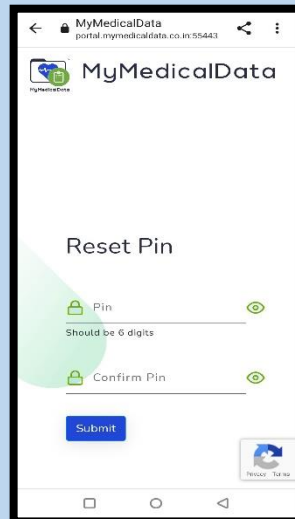 MyMedicalData
portal.mymedicaldata.co.in:55443
MyMedicalData
MyMedicalData
Reset Pin
Pin
Should be 6 digits
Confirm Pin
Submit
Privacy Terms